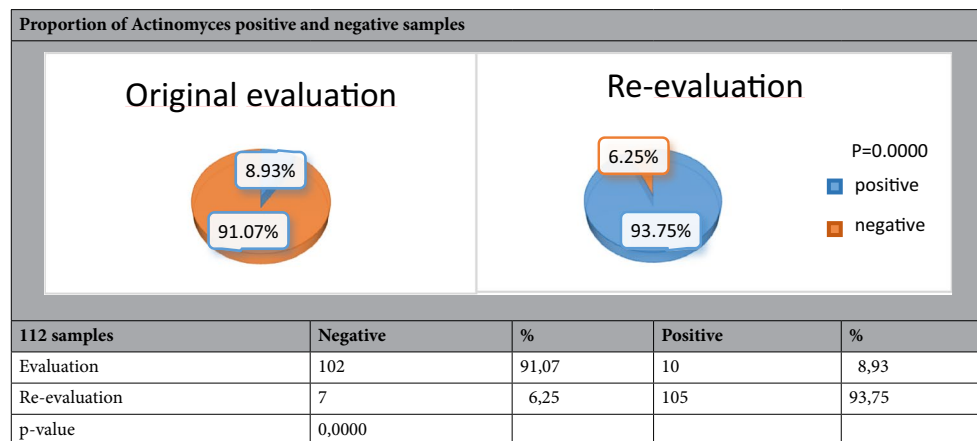 Proportion of Actinomyces positive and negative samples
Original evaluation
8.93%
91.07%
Re-evaluation
6.25%
93.75%
P=0.0000
positive
negative
112 samples Negative % Positive %
Evaluation 102 91,07 10 8,93
Re-evaluation 7 6,25 105 93,75
p-value 0,0000